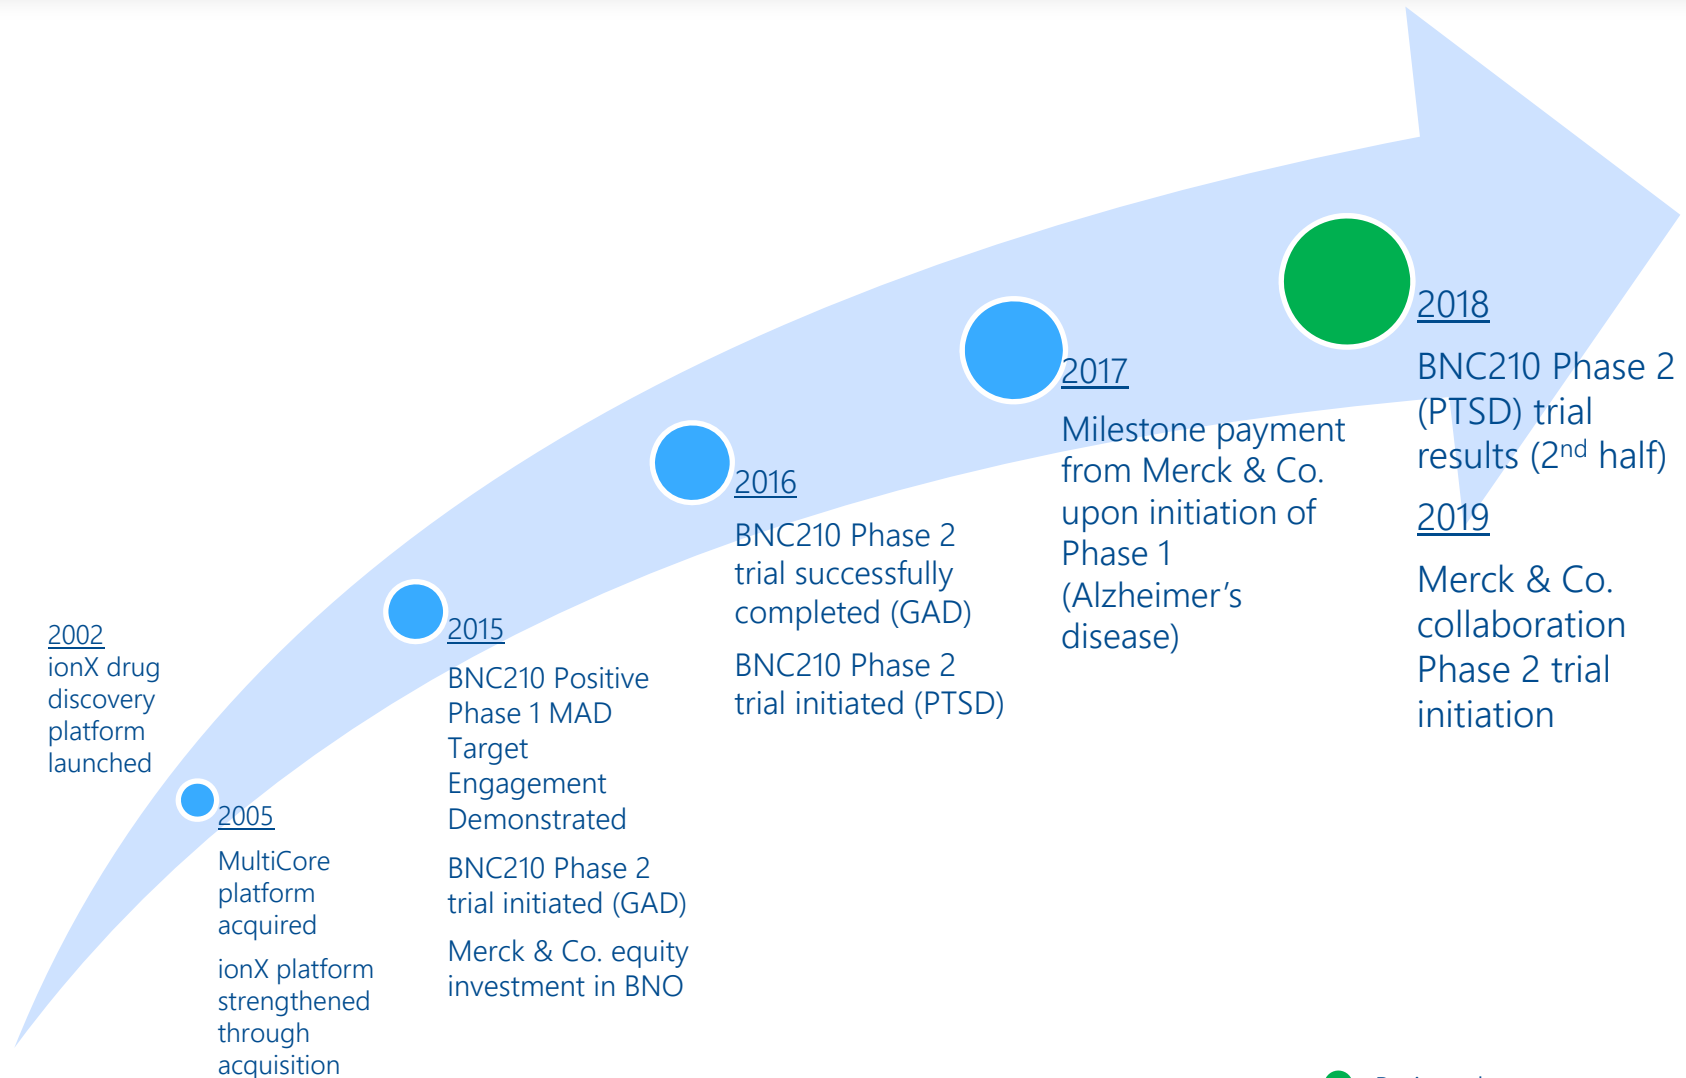 2002
ionX drug
discovery
platform
launched
2005
MultiCore
platform
acquired
ionX platform
strengthened
through
acquisition
2015
BNC210 Positive
Phase 1 MAD
Target
Engagement
Demonstrated
BNC210 Phase 2
trial initiated (GAD)
Merck & Co. equity
investment in BNO
2016
BNC210 Phase 2
trial successfully
completed (GAD)
BNC210 Phase 2
trial initiated (PTSD)
2017
Milestone payment
from Merck & Co.
upon initiation of
Phase 1
(Alzheimer’s
disease)
2018
BNC210 Phase 2
(PTSD) trial
results (2nd half)
2019
Merck & Co.
collaboration
Phase 2 trial
initiation